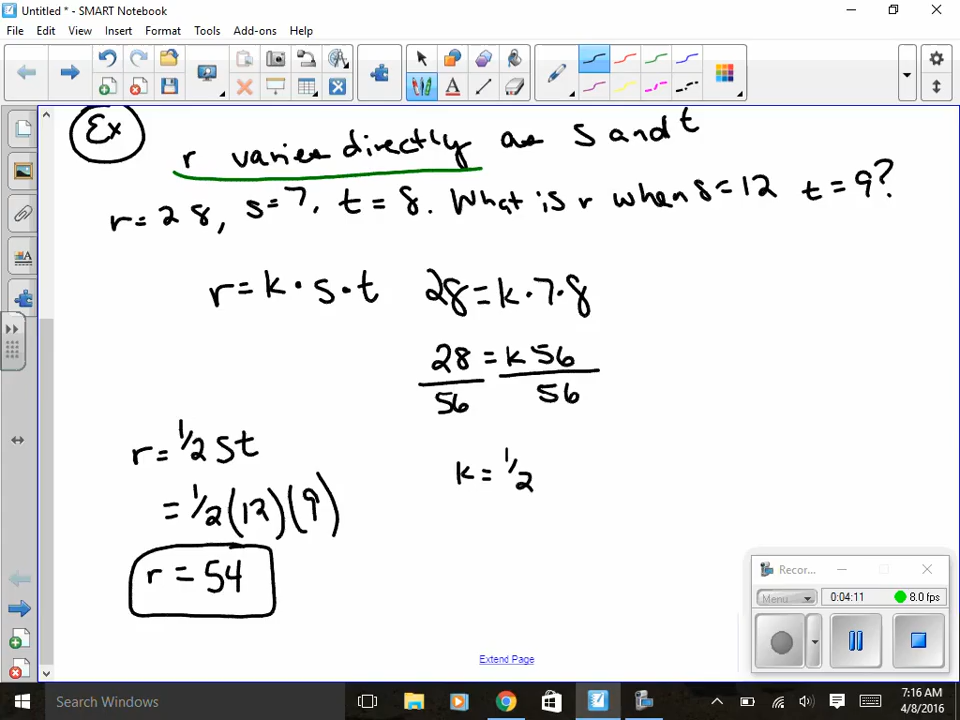 Untitled * - SMART Notebook
File Edit View Insert Format Tools Add-ons Help
Ex
r varies directly as s and t
r = 28, s = 7, t = 8. What is r when s = 12 t = 9?
r = k · s · t 28 = k · 7 · 8
28 = k 56
56 56
r = 1/2 st
k = 1/2
= 1/2 (12)(9)
r = 54
Recor...
Menu 0:04:11 8.0 fps
Extend Page
Search Windows
7:16 AM
4/8/2016